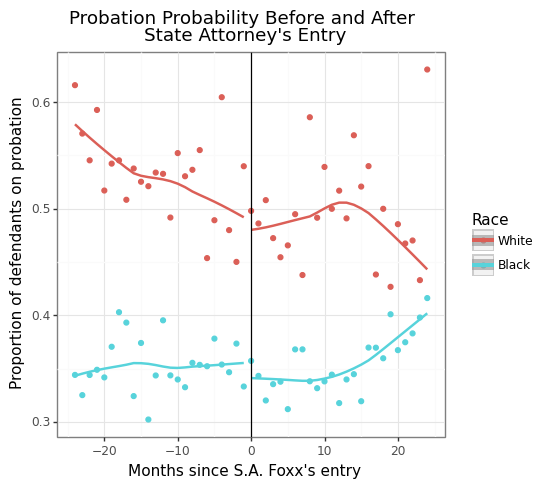 Probation Probability Before and After
State Attorney's Entry
Proportion of defendants on probation
0.6
0.5
0.4
0.3
−20
−10
0
10
20
Months since S.A. Foxx's entry
Race
White
Black